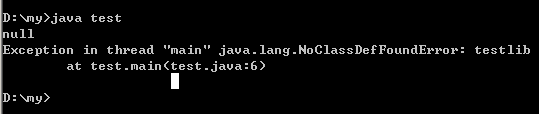 D:\my>java test
null
Exception in thread "main" java.lang.NoClassDefFoundError: testlib
at test.main(test.java:6)
D:\my>